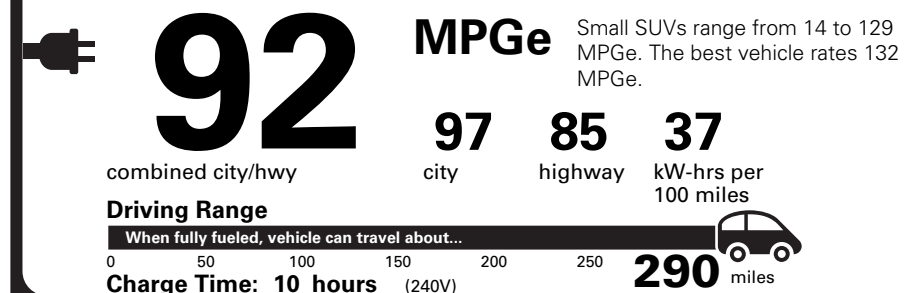 92
MPGe
Small SUVs range from 14 to 129
MPGe. The best vehicle rates 132
MPGe.
combined city/hwy
97
city
85
highway
37
kW-hrs per
100 miles
Driving Range
When fully fueled, vehicle can travel about...
0 50 100 150 200 250 290 miles
Charge Time: 10 hours (240V)